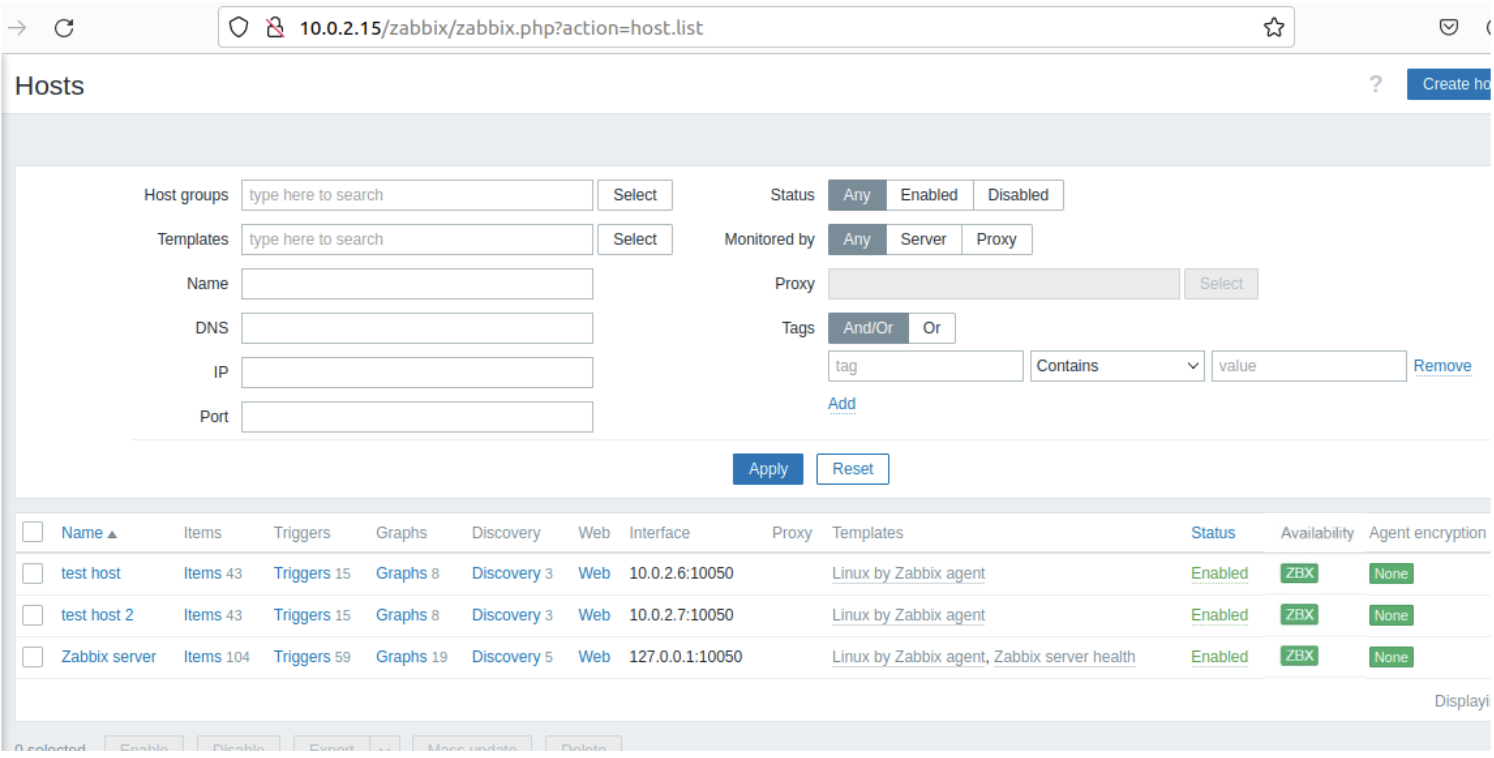 10.0.2.15/zabbix/zabbix.php?action=host.list
Hosts ? Create ho
Host groups type here to search Select Status Any Enabled Disabled
Templates type here to search Select Monitored by Any Server Proxy
Name Proxy Select
DNS Tags And/Or Or
IP tag Contains value Remove
Port Add
Apply Reset
Name Items Triggers Graphs Discovery Web Interface Proxy Templates Status Availability Agent encryption
test host Items 43 Triggers 15 Graphs 8 Discovery 3 Web 10.0.2.6:10050 Linux by Zabbix agent Enabled ZBX None
test host 2 Items 43 Triggers 15 Graphs 8 Discovery 3 Web 10.0.2.7:10050 Linux by Zabbix agent Enabled ZBX None
Zabbix server Items 104 Triggers 59 Graphs 19 Discovery 5 Web 127.0.0.1:10050 Linux by Zabbix agent, Zabbix server health Enabled ZBX None
Displayi
0 selected Enable Disable Export Mass update Delete